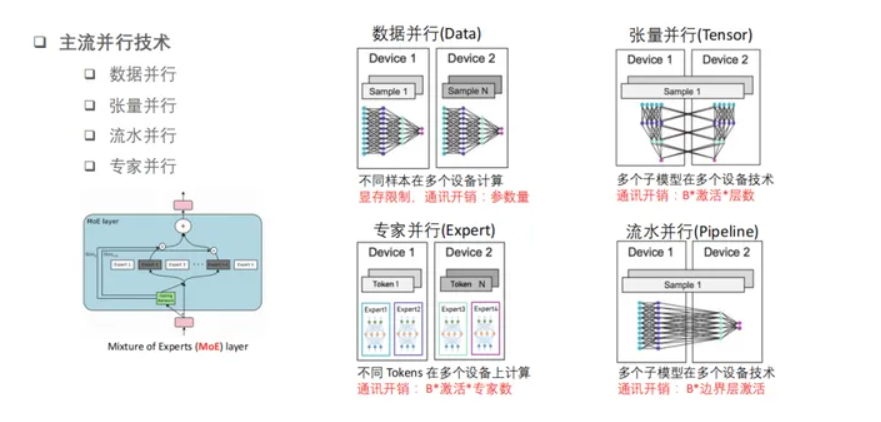 主流并行技术
数据并行
张量并行
流水并行
专家并行
MoE layer
Expert 1
Expert 2
Expert 3
Mixture of Experts (MoE) layer
数据并行(Data)
Device 1
Device 2
Sample 1
Sample N
不同样本在多个设备计算
显存限制，通讯开销：参数量
张量并行(Tensor)
Device 1
Device 2
Sample 1
多个子模型在多个设备技术
通讯开销：B*激活*层数
专家并行(Expert)
Device 1
Device 2
Token 1
Token N
Expert1
Expert2
Expert3
Expert4
不同 Tokens 在多个设备上计算
通讯开销：B*激活*专家数
流水并行(Pipeline)
Device 1
Device 2
Sample 1
多个子模型在多个设备技术
通讯开销：B*边界层激活